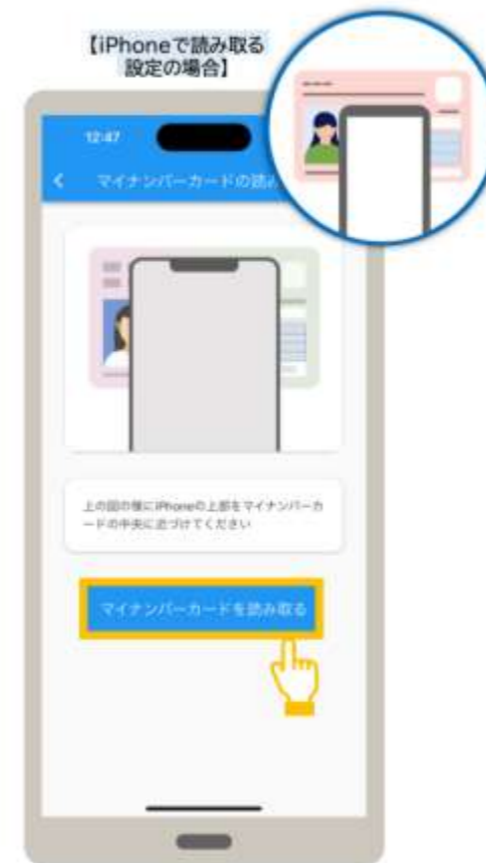 【iPhoneで読み取る
設定の場合】
12:47
マイナンバーカードの読み
上の図の様にiPhoneの上部をマイナンバーカ
ードの中央に近づけてください
マイナンバーカードを読み取る